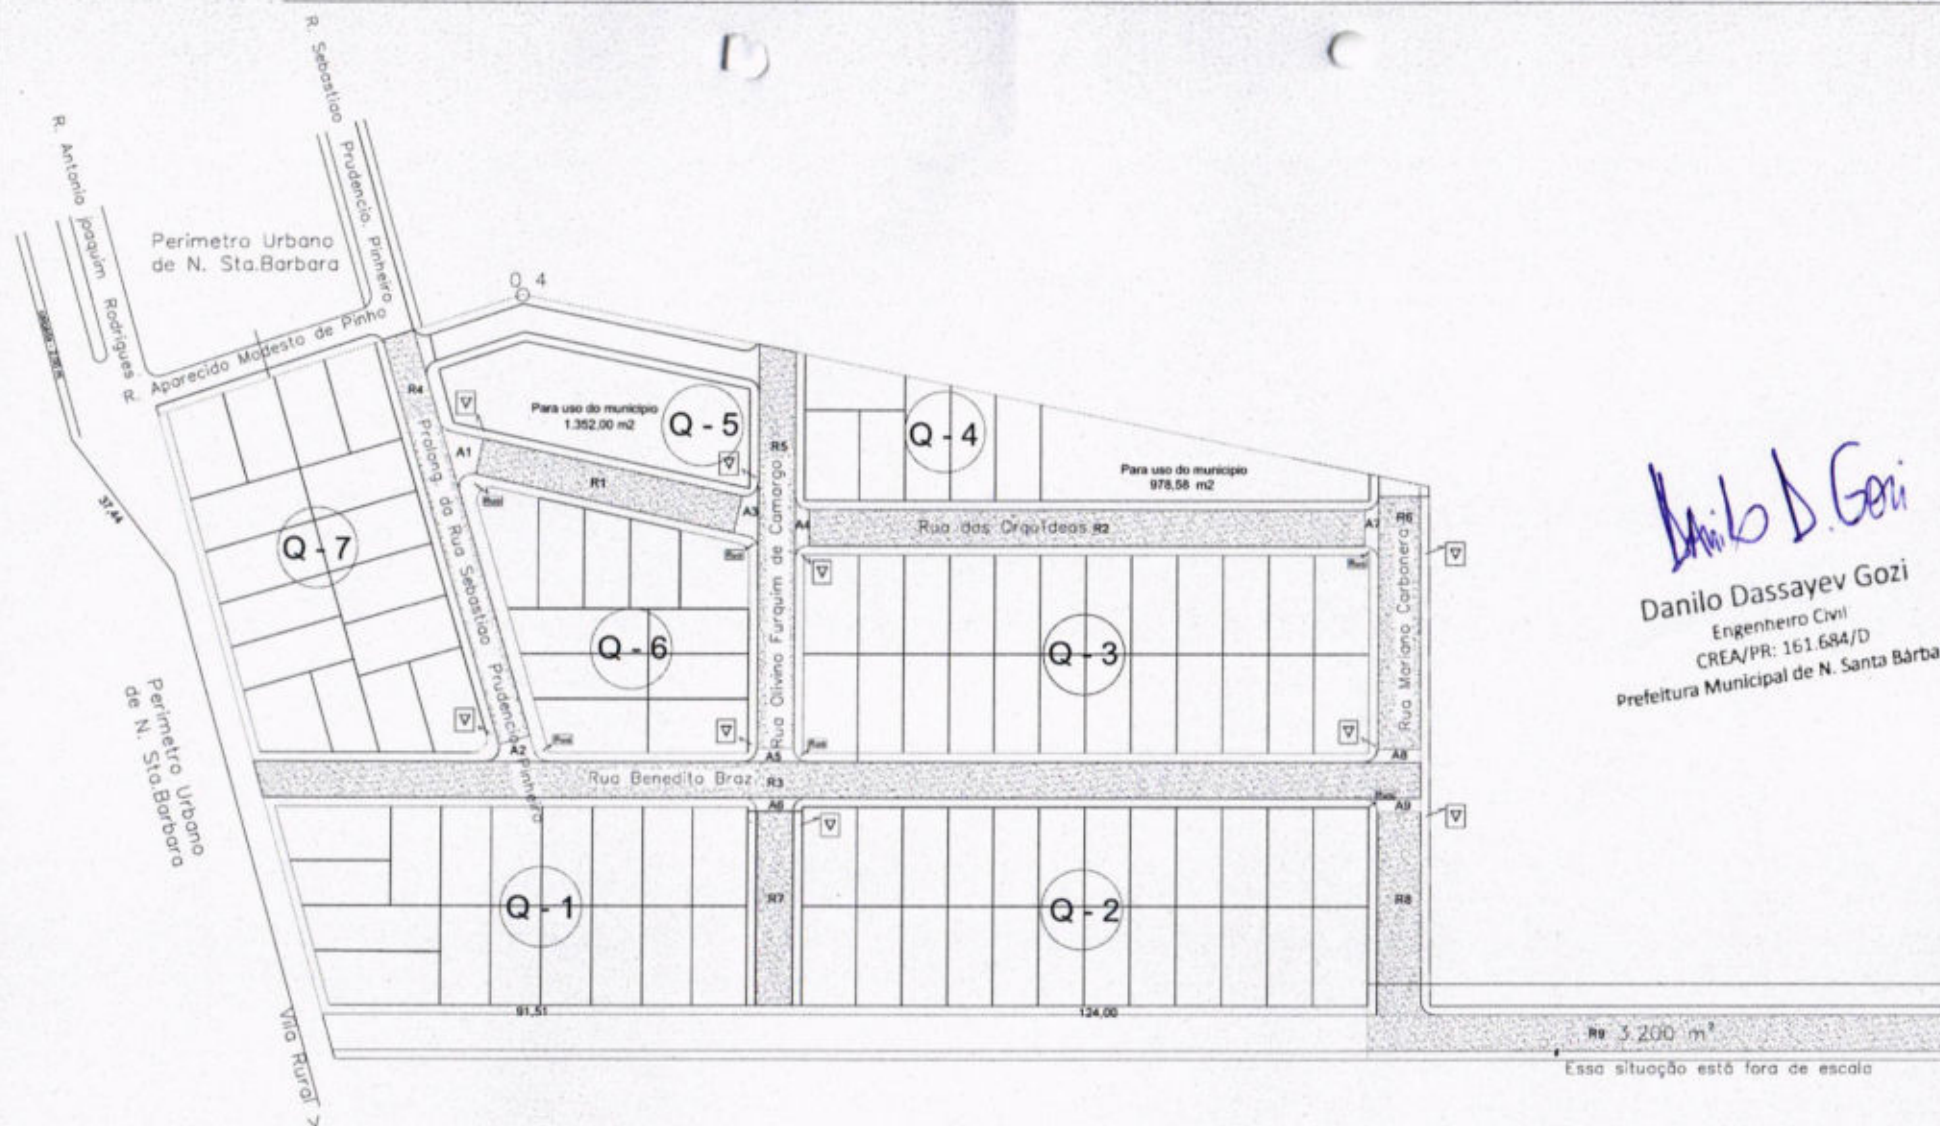 R. Sebastiao Prudencio. Pinheiro
R. Antonio joaquim Rodrigues
Perimetro Urbano
de N. Sta.Barbara
0 4
R. Aparecido Modesto de Pinho
37,44
R4
Para uso do município
1.352,00 m2
Q - 5
Q - 4
R5
A1
R1
Para uso do município
978,58 m2
A3
A4
Rua das Orquídeas R2
A7
R6
Q - 7
Prolong. da Rua Sebastiao Prudencio Pinheiro
Q - 6
Rua Olivino Furquim de Camargo
Q - 3
Rua Mariano Carbonera
Danilo D. Gozi
Danilo Dassayev Gozi
Engenheiro Civil
CREA/PR: 161.684/D
Prefeitura Municipal de N. Santa Bárba
Perimetro Urbano
de N. Sta.Barbara
A2
A5
A8
Rua Benedito Braz
R3
A6
A9
Q - 1
R7
Q - 2
R8
91,51
124,00
Vila Rural
R9 3.200 m²
Essa situação está fora de escala